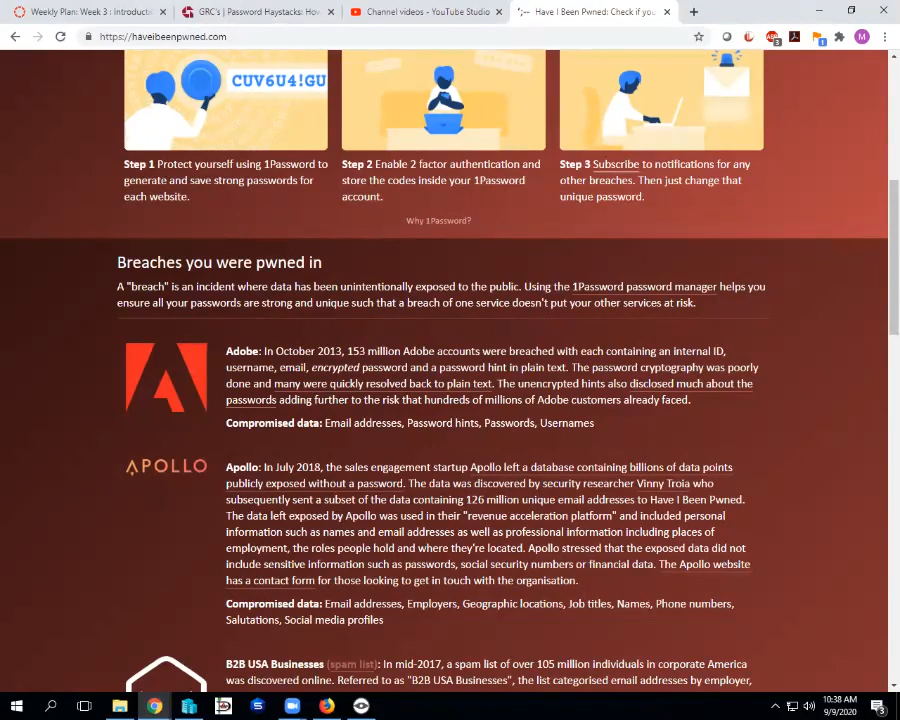 Weekly Plan: Week 3 : Introducti
GRC's | Password Haystacks: How
Channel videos - YouTube Studio
Have I Been Pwned: Check if you
https://haveibeenpwned.com
M
CUV6U4!GU
Step 1 Protect yourself using 1Password to
generate and save strong passwords for
each website.
Step 2 Enable 2 factor authentication and
store the codes inside your 1Password
account.
Step 3 Subscribe to notifications for any
other breaches. Then just change that
unique password.
Why 1Password?
Breaches you were pwned in
A "breach" is an incident where data has been unintentionally exposed to the public. Using the 1Password password manager helps you
ensure all your passwords are strong and unique such that a breach of one service doesn't put your other services at risk.
Adobe: In October 2013, 153 million Adobe accounts were breached with each containing an internal ID,
username, email, encrypted password and a password hint in plain text. The password cryptography was poorly
done and many were quickly resolved back to plain text. The unencrypted hints also disclosed much about the
passwords adding further to the risk that hundreds of millions of Adobe customers already faced.
Compromised data: Email addresses, Password hints, Passwords, Usernames
APOLLO
Apollo: In July 2018, the sales engagement startup Apollo left a database containing billions of data points
publicly exposed without a password. The data was discovered by security researcher Vinny Troia who
subsequently sent a subset of the data containing 126 million unique email addresses to Have I Been Pwned.
The data left exposed by Apollo was used in their "revenue acceleration platform" and included personal
information such as names and email addresses as well as professional information including places of
employment, the roles people hold and where they're located. Apollo stressed that the exposed data did not
include sensitive information such as passwords, social security numbers or financial data. The Apollo website
has a contact form for those looking to get in touch with the organisation.
Compromised data: Email addresses, Employers, Geographic locations, Job titles, Names, Phone numbers,
Salutations, Social media profiles
B2B USA Businesses (spam list): In mid-2017, a spam list of over 105 million individuals in corporate America
was discovered online. Referred to as "B2B USA Businesses", the list categorised email addresses by employer,
10:38 AM
9/9/2020